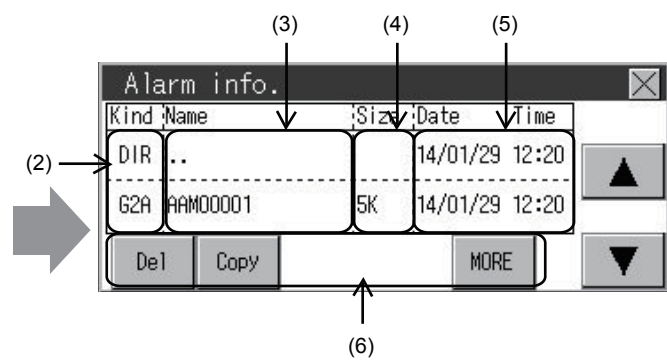 (3) (4) (5)
Alarm info.
Kind Name Size Date Time
(2) DIR .. 14/01/29 12:20
G2A AAM00001 5K 14/01/29 12:20
Del Copy MORE
(6)